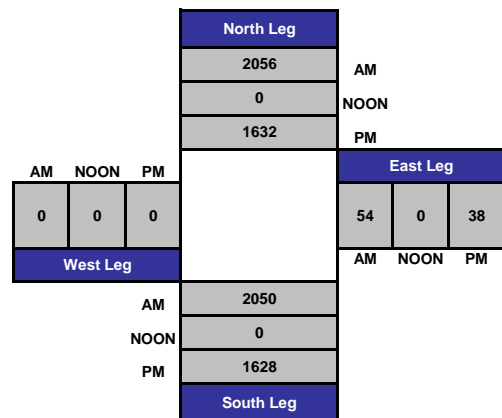 North Leg
2056 AM
0 NOON
1632 PM
AM NOON PM East Leg
0 0 0 54 0 38
West Leg AM NOON PM
AM 2050
NOON 0
PM 1628
South Leg